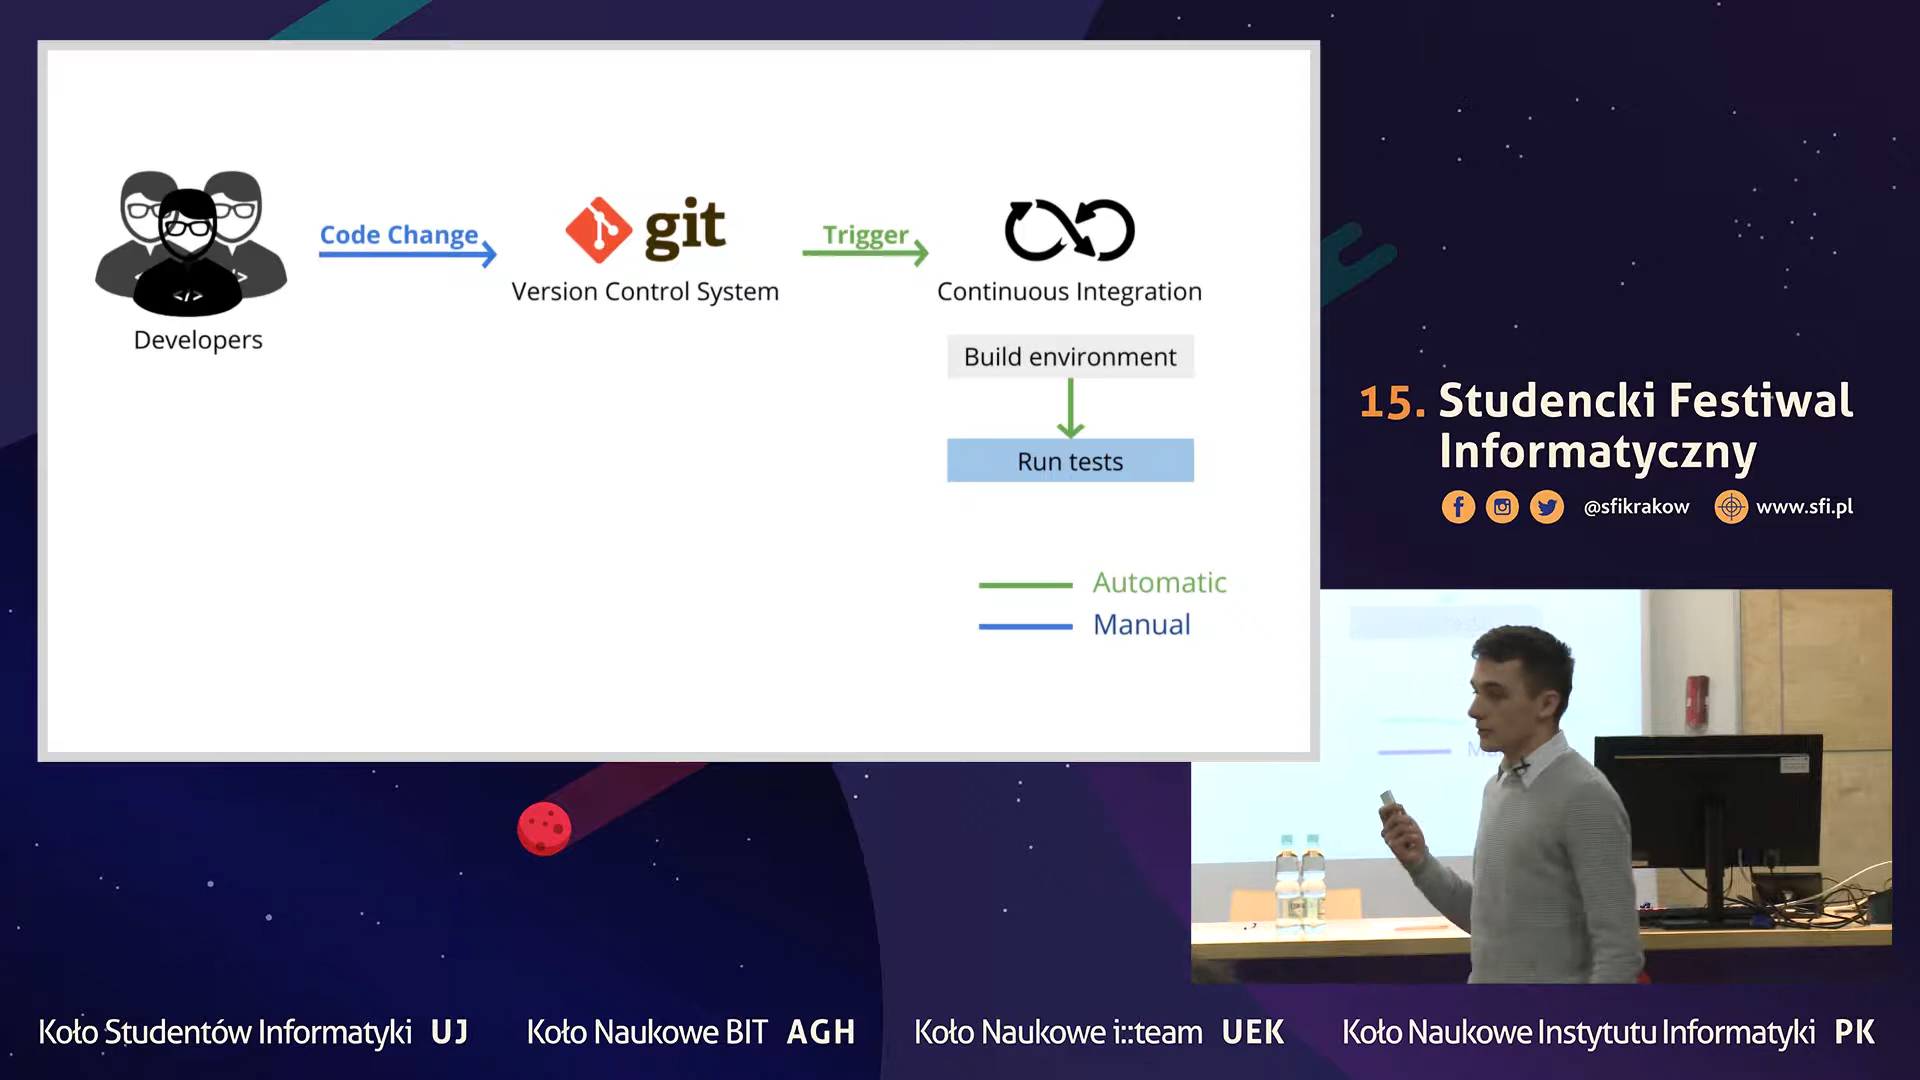 Code Change
git
Trigger
Version Control System
Continuous Integration
Developers
</>
Build environment
Run tests
Automatic
Manual
15. Studencki Festiwal
Informatyczny
@sfikrakow www.sfi.pl
Koło Studentów Informatyki UJ
Koło Naukowe BIT AGH
Koło Naukowe i::team UEK
Koło Naukowe Instytutu Informatyki PK